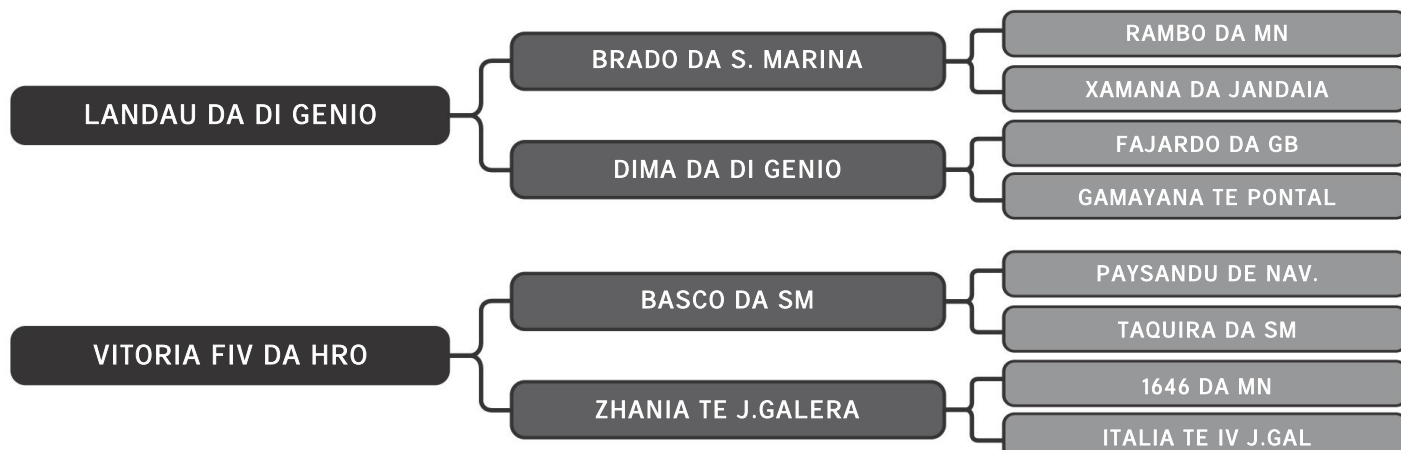 LANDAU DA DI GENIO
BRADO DA S. MARINA
RAMBO DA MN
XAMANA DA JANDAIA
DIMA DA DI GENIO
FAJARDO DA GB
GAMAYANA TE PONTAL
VITORIA FIV DA HRO
BASCO DA SM
PAYSANDU DE NAV.
TAQUIRA DA SM
ZHANIA TE J.GALERA
1646 DA MN
ITALIA TE IV J.GAL